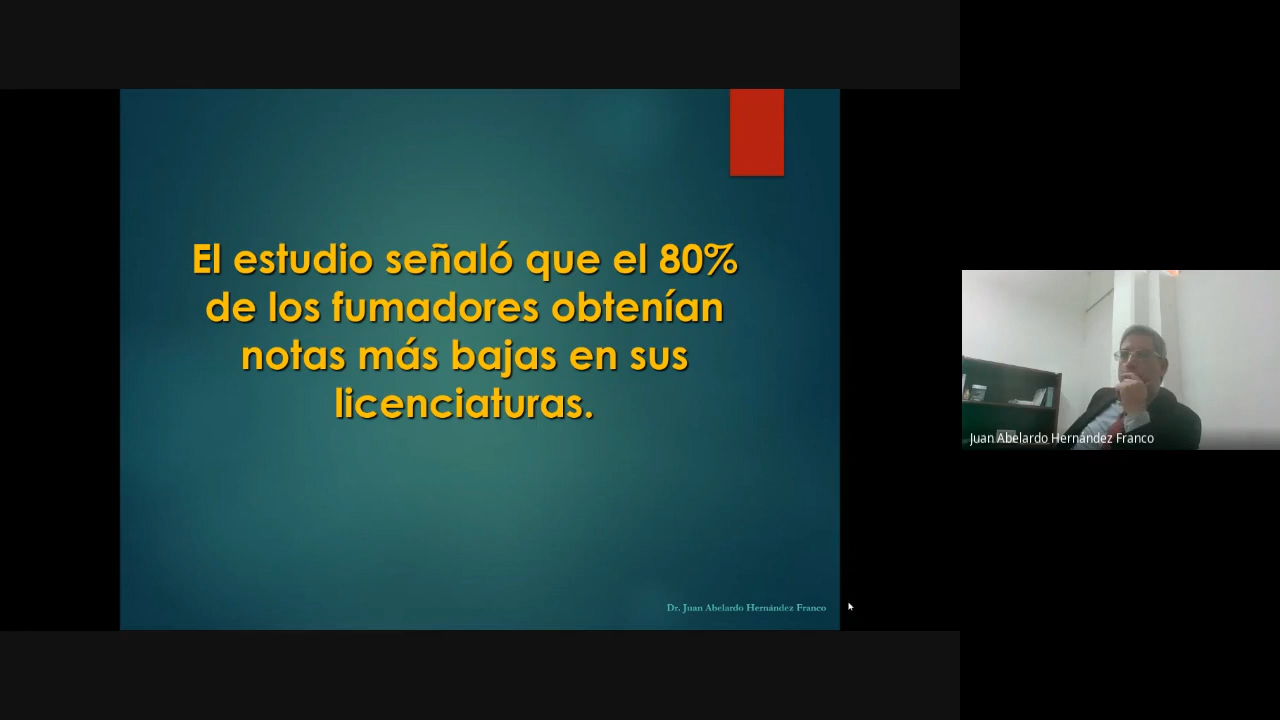 El estudio señaló que el 80%
de los fumadores obtenían
notas más bajas en sus
licenciaturas.
Dr. Juan Abelardo Hernández Franco
Juan Abelardo Hernández Franco